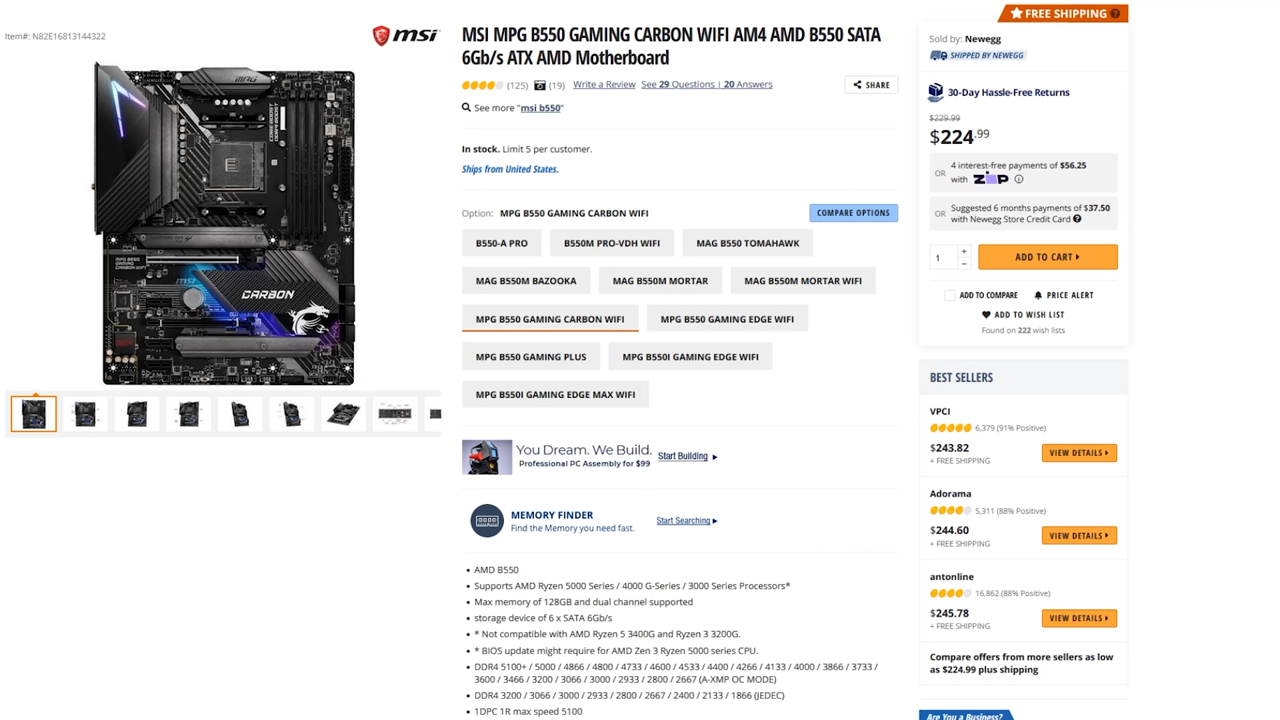 Item#: N82E16813144322
msi
MPG
CORE BOOST
DDR4 BOOST
MPG B550
GAMING
CARBON WIFI
msi
CARBON
MSI MPG B550 GAMING CARBON WIFI AM4 AMD B550 SATA
6Gb/s ATX AMD Motherboard
(125) (19) Write a Review See 29 Questions | 20 Answers
SHARE
See more "msi b550"
In stock. Limit 5 per customer.
Ships from United States.
Option: MPG B550 GAMING CARBON WIFI
COMPARE OPTIONS
B550-A PRO
B550M PRO-VDH WIFI
MAG B550 TOMAHAWK
MAG B550M BAZOOKA
MAG B550M MORTAR
MAG B550M MORTAR WIFI
MPG B550 GAMING CARBON WIFI
MPG B550 GAMING EDGE WIFI
MPG B550 GAMING PLUS
MPG B550I GAMING EDGE WIFI
MPG B550I GAMING EDGE MAX WIFI
You Dream. We Build.
Professional PC Assembly for $99
Start Building
MEMORY FINDER
Find the Memory you need fast.
Start Searching
• AMD B550
• Supports AMD Ryzen 5000 Series / 4000 G-Series / 3000 Series Processors*
• Max memory of 128GB and dual channel supported
• storage device of 6 x SATA 6Gb/s
• * Not compatible with AMD Ryzen 5 3400G and Ryzen 3 3200G.
• * BIOS update might require for AMD Zen 3 Ryzen 5000 series CPU.
• DDR4 5100+ / 5000 / 4866 / 4800 / 4733 / 4600 / 4533 / 4400 / 4266 / 4133 / 4000 / 3866 / 3733 /
3600 / 3466 / 3200 / 3066 / 3000 / 2933 / 2800 / 2667 (A-XMP OC MODE)
• DDR4 3200 / 3066 / 3000 / 2933 / 2800 / 2667 / 2400 / 2133 / 1866 (JEDEC)
• 1DPC 1R max speed 5100
FREE SHIPPING ?
Sold by: Newegg
SHIPPED BY NEWEGG
30-Day Hassle-Free Returns
$229.99
$224.99
OR 4 interest-free payments of $56.25
with ZIP
OR Suggested 6 months payments of $37.50
with Newegg Store Credit Card ?
1 + −
ADD TO CART
ADD TO COMPARE
PRICE ALERT
ADD TO WISH LIST
Found on 222 wish lists
BEST SELLERS
VPCI
6,379 (91% Positive)
$243.82
+ FREE SHIPPING
VIEW DETAILS
Adorama
5,311 (88% Positive)
$244.60
+ FREE SHIPPING
VIEW DETAILS
antonline
16,862 (88% Positive)
$245.78
+ FREE SHIPPING
VIEW DETAILS
Compare offers from more sellers as low
as $224.99 plus shipping
Are You a Business?